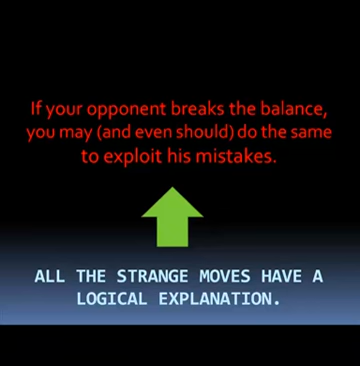 If your opponent breaks the balance,
you may (and even should) do the same
to exploit his mistakes.
ALL THE STRANGE MOVES HAVE A
LOGICAL EXPLANATION.